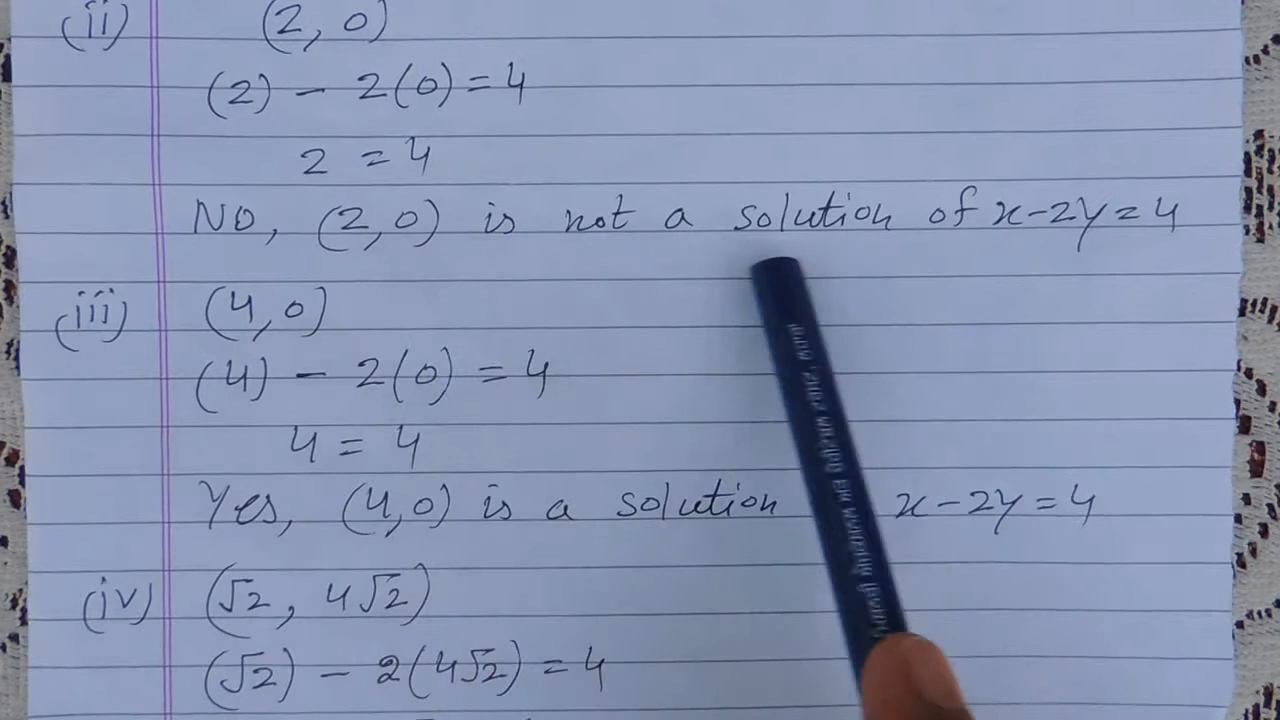 (ii) (2, 0)
(2) - 2(0) = 4
2 = 4
NO, (2,0) is not a solution of x-2y=4
(iii) (4,0)
(4) - 2(0) = 4
4 = 4
Yes, (4,0) is a solution x-2y=4
(iv) (√2, 4√2)
(√2) - 2(4√2) = 4